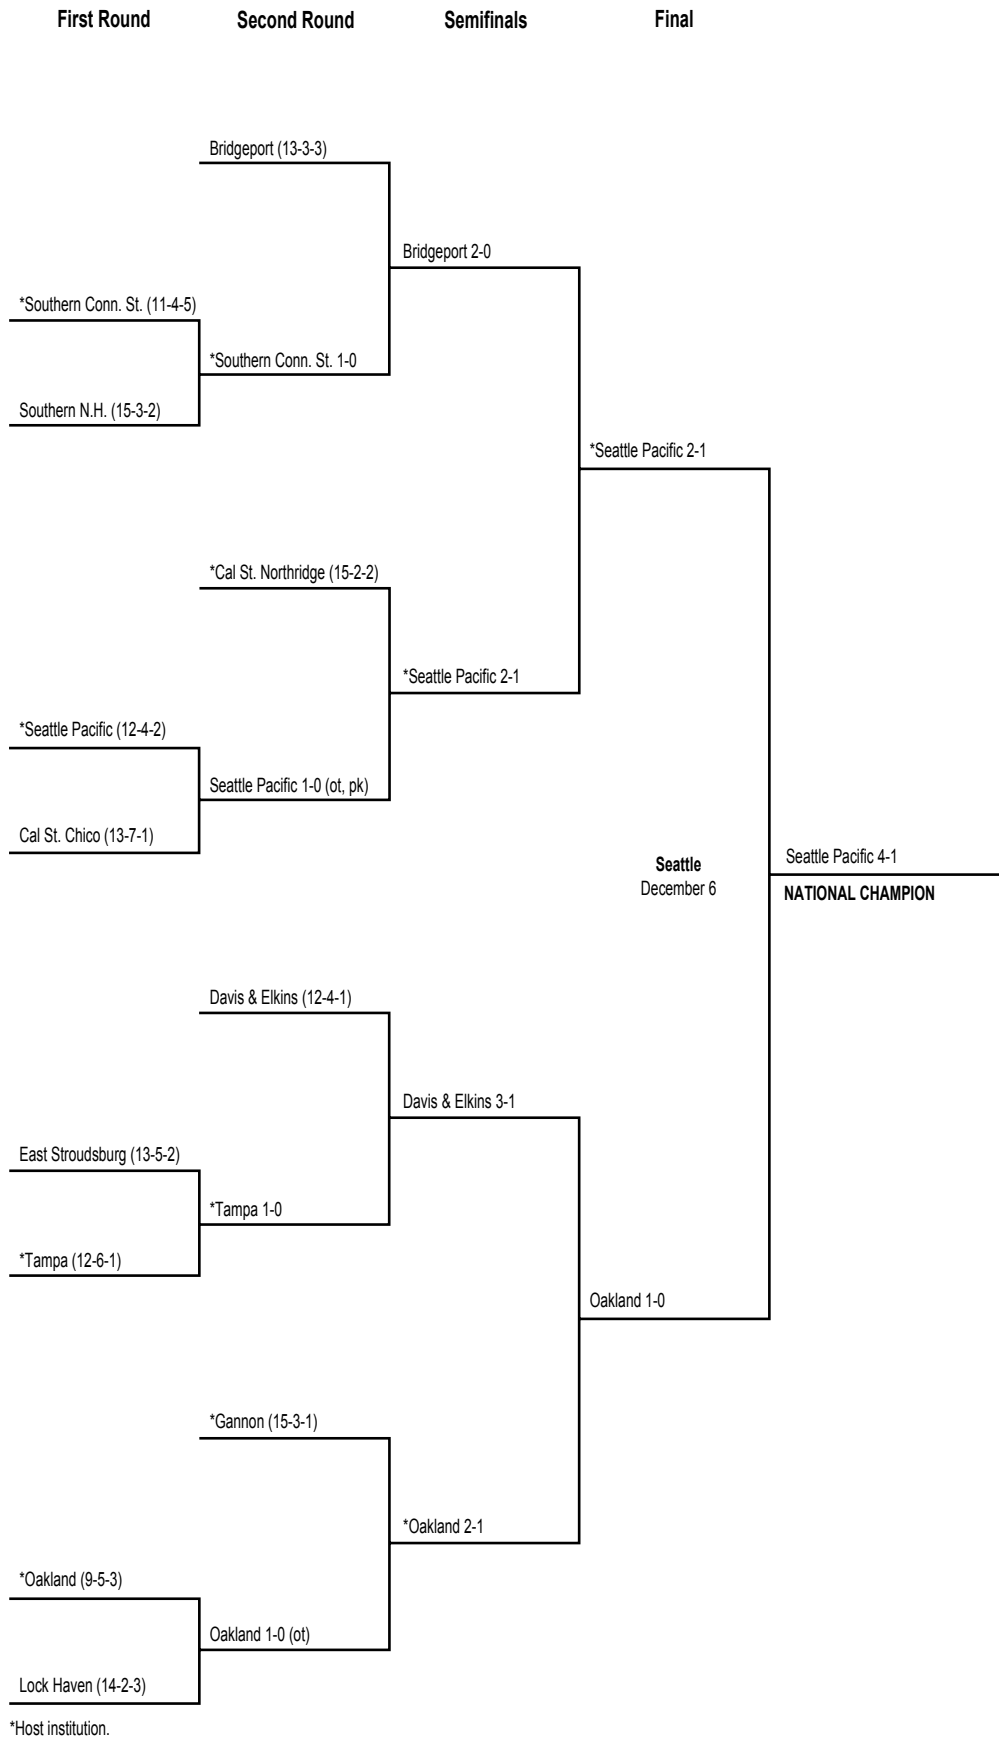 First Round
Second Round
Semifinals
Final
Bridgeport (13-3-3)
Bridgeport 2-0
*Southern Conn. St. (11-4-5)
*Southern Conn. St. 1-0
Southern N.H. (15-3-2)
*Seattle Pacific 2-1
*Cal St. Northridge (15-2-2)
*Seattle Pacific 2-1
*Seattle Pacific (12-4-2)
Seattle Pacific 1-0 (ot, pk)
Cal St. Chico (13-7-1)
Seattle
December 6
Seattle Pacific 4-1
NATIONAL CHAMPION
Davis & Elkins (12-4-1)
Davis & Elkins 3-1
East Stroudsburg (13-5-2)
*Tampa 1-0
*Tampa (12-6-1)
Oakland 1-0
*Gannon (15-3-1)
*Oakland 2-1
*Oakland (9-5-3)
Oakland 1-0 (ot)
Lock Haven (14-2-3)
*Host institution.